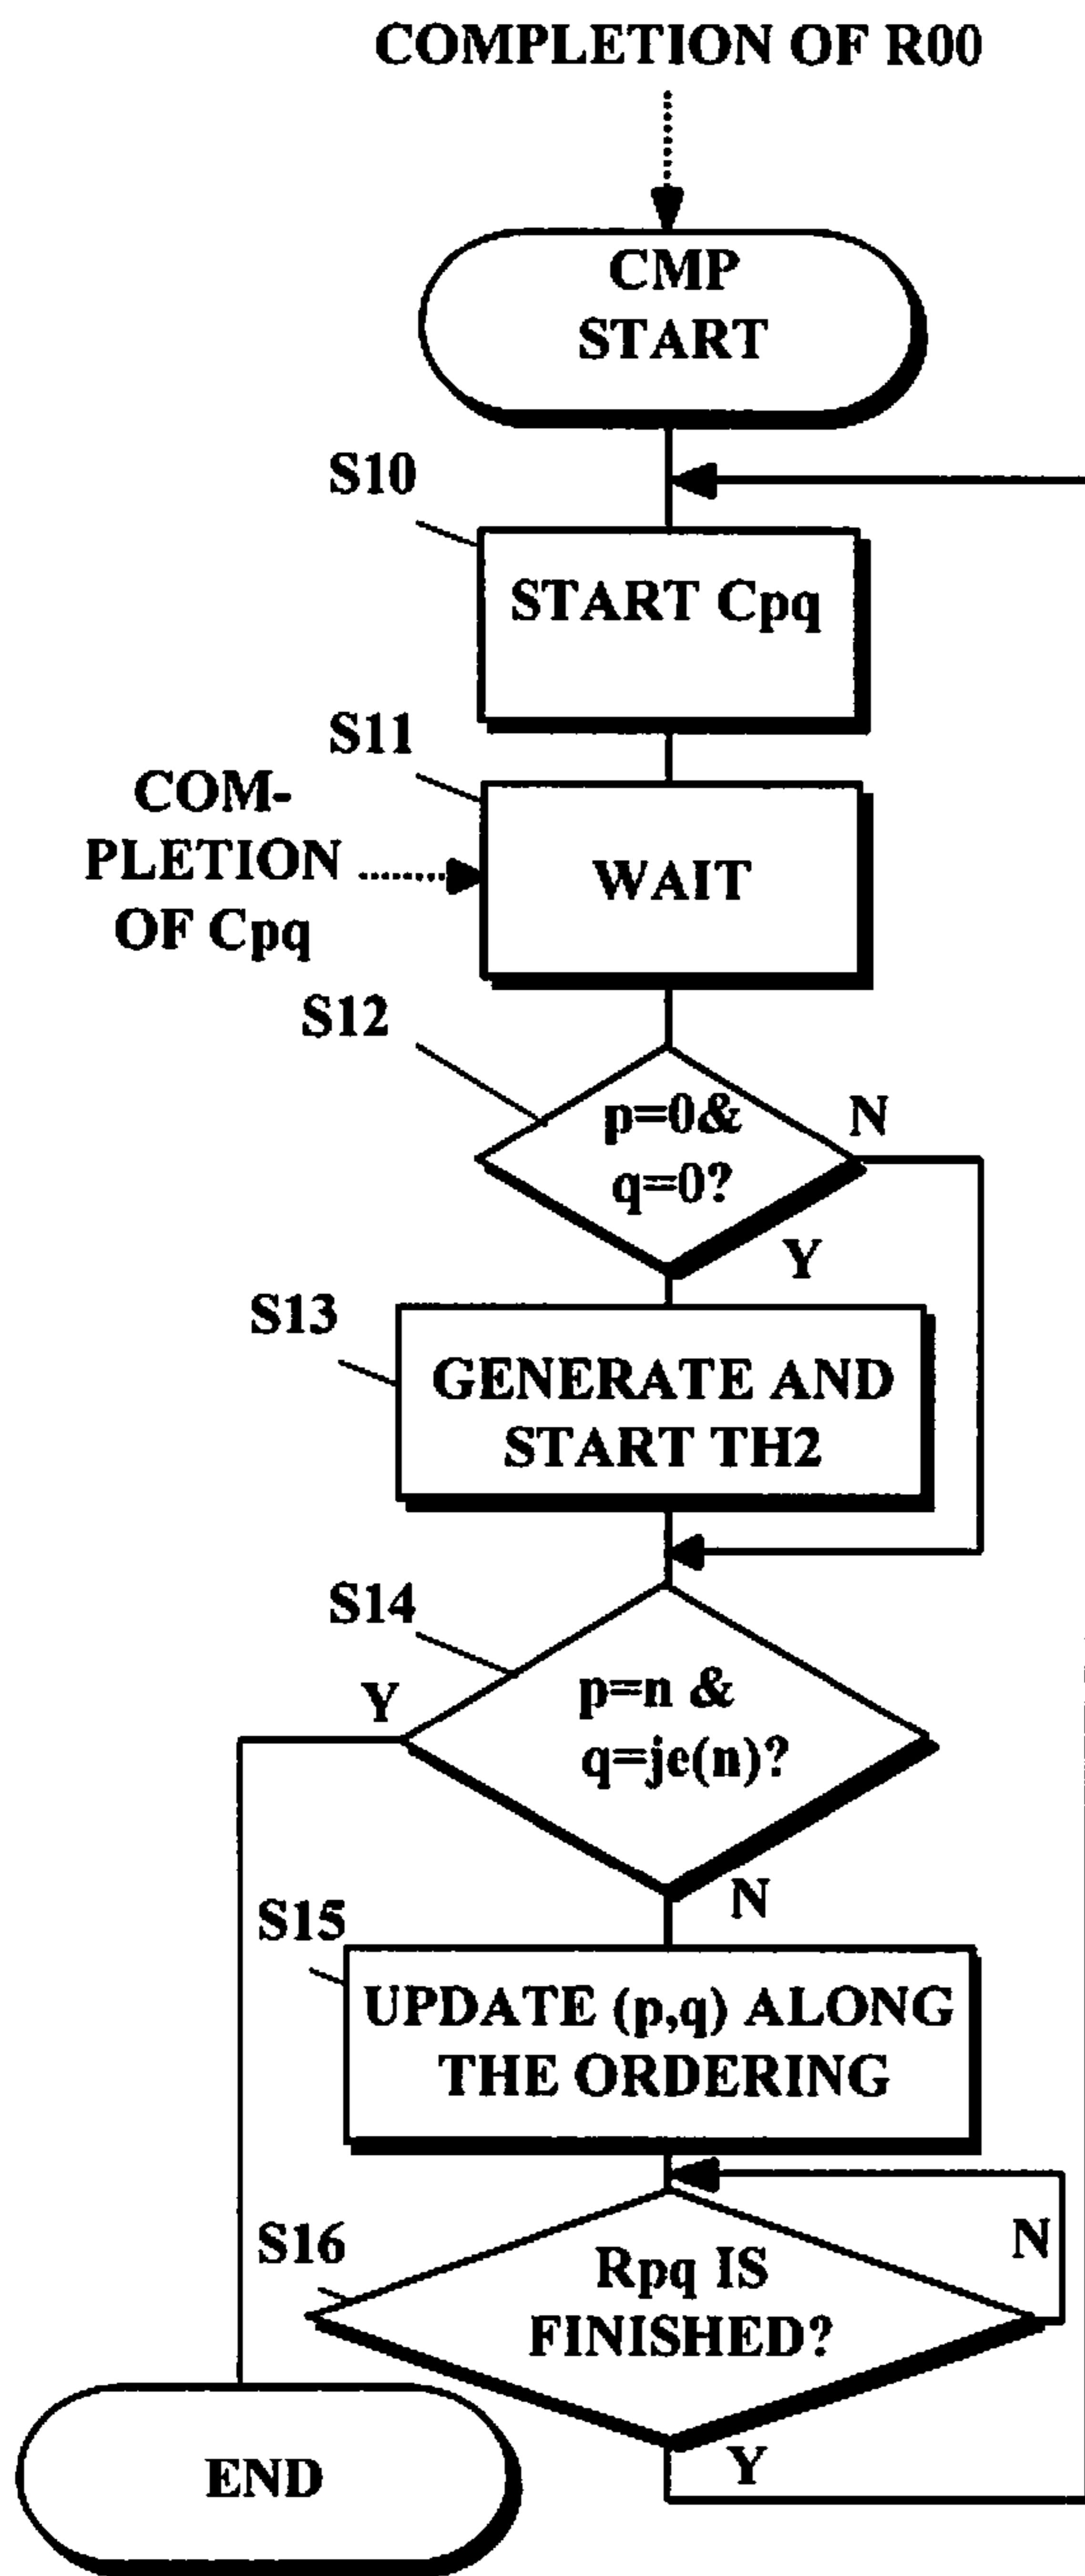 COMPLETION OF R00
CMP
START
S10
START Cpq
S11
COM-
PLETION
OF Cpq
WAIT
S12
p=0&
q=0?
N
Y
S13
GENERATE AND
START TH2
S14
Y
p=n &
q=je(n)?
N
S15
UPDATE (p,q) ALONG
THE ORDERING
S16
Rpq IS
FINISHED?
N
Y
END